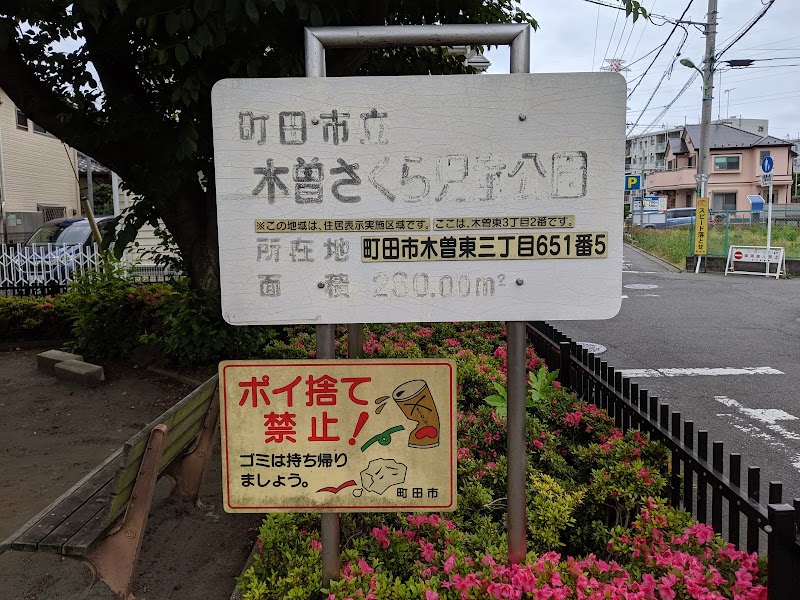 町田市立
木曽さくら児童公園
※この地域は、住居表示実施区域です。ここは、木曽東3丁目2番です。
所在地 町田市木曽東三丁目651番5
面積 260.00m²
ポイ捨て
禁止!
ゴミは持ち帰り
ましょう。
町田市
P